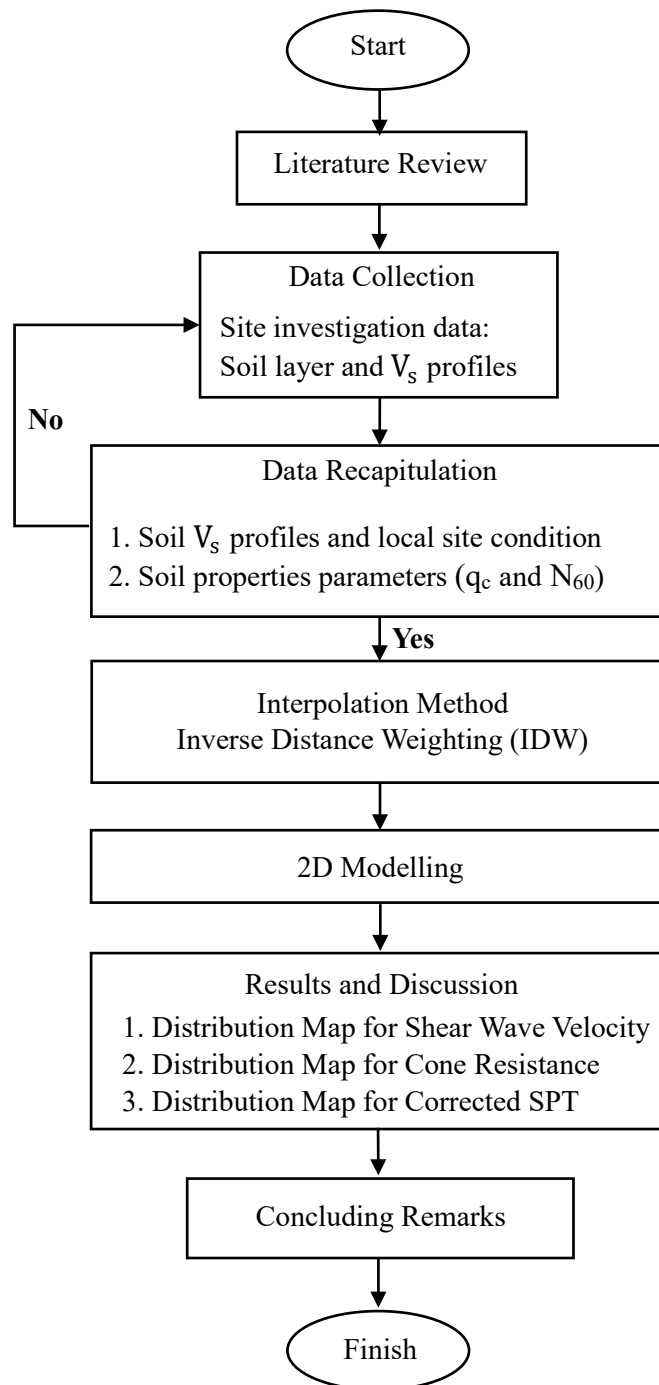 Start
Literature Review
Data Collection
Site investigation data:
Soil layer and Vₛ profiles
No
Data Recapitulation
1. Soil Vₛ profiles and local site condition
2. Soil properties parameters (q꜀ and N₆₀)
Yes
Interpolation Method
Inverse Distance Weighting (IDW)
2D Modelling
Results and Discussion
1. Distribution Map for Shear Wave Velocity
2. Distribution Map for Cone Resistance
3. Distribution Map for Corrected SPT
Concluding Remarks
Finish